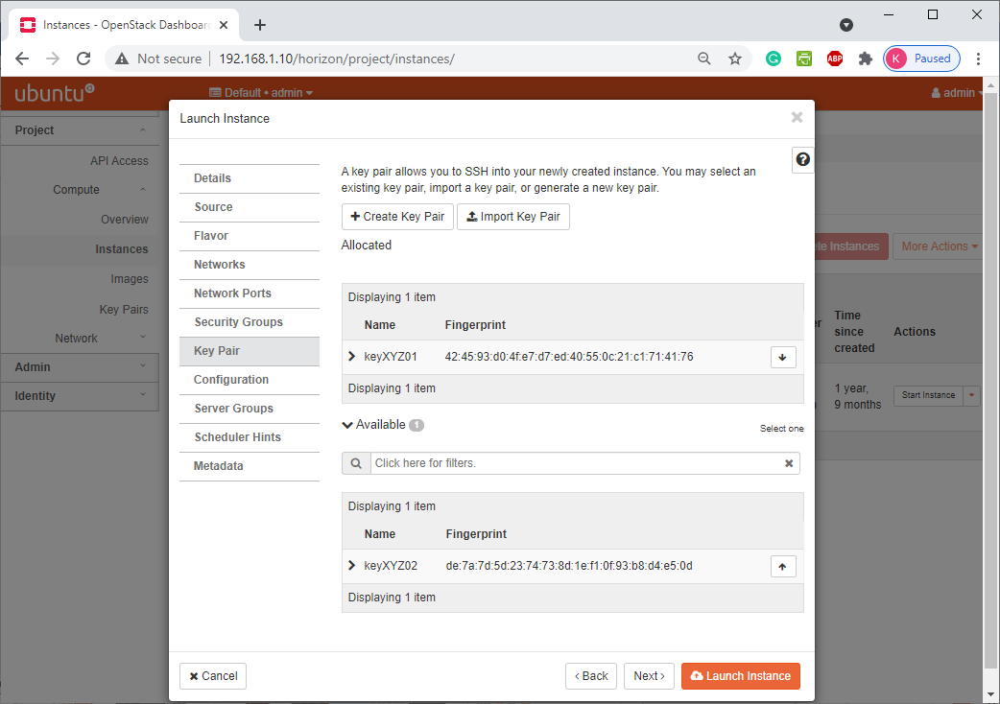 Instances - OpenStack Dashboar
Not secure 192.168.1.10/horizon/project/instances/
ABP
K Paused
ubuntu Default • admin admin
Launch Instance
Project
API Access
Compute
Overview
Instances
Images
Key Pairs
Network
Admin
Identity
Details
Source
Flavor
Networks
Network Ports
Security Groups
Key Pair
Configuration
Server Groups
Scheduler Hints
Metadata
A key pair allows you to SSH into your newly created instance. You may select an
existing key pair, import a key pair, or generate a new key pair.
Create Key Pair Import Key Pair
Allocated
Displaying 1 item
Name Fingerprint
keyXYZ01 42:45:93:d0:4f:e7:d7:ed:40:55:0c:21:c1:71:41:76
Displaying 1 item
Available 1
Select one
Click here for filters.
Displaying 1 item
Name Fingerprint
keyXYZ02 de:7a:7d:5d:23:74:73:8d:1e:f1:0f:93:b8:d4:e5:0d
Displaying 1 item
Cancel
‹ Back Next › Launch Instance
te Instances More Actions
r
Time
since
created
Actions
1 year,
9 months
Start Instance